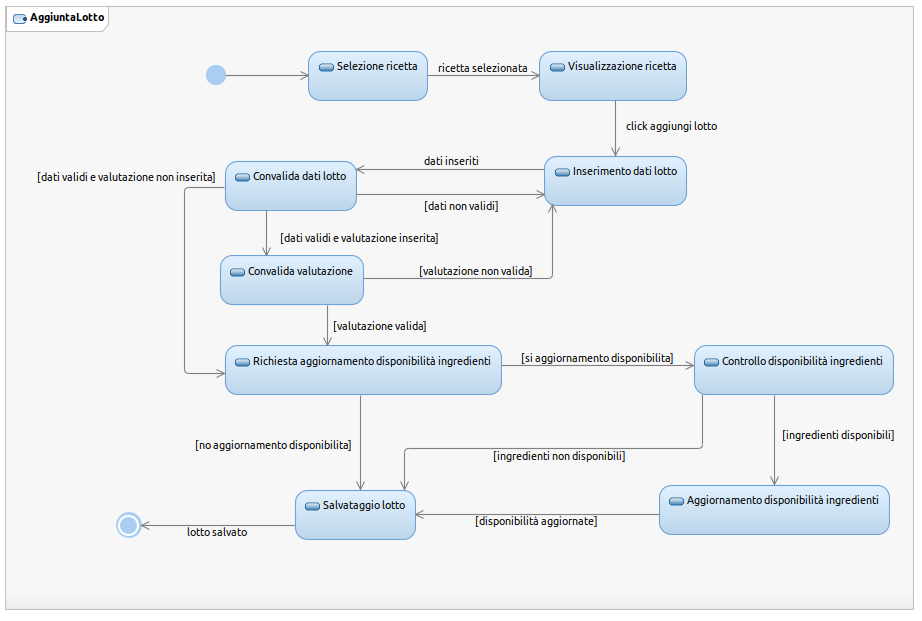 AggiuntaLotto
Selezione ricetta
ricetta selezionata
Visualizzazione ricetta
click aggiungi lotto
Inserimento dati lotto
dati inseriti
Convalida dati lotto
[dati validi e valutazione non inserita]
[dati non validi]
[dati validi e valutazione inserita]
Convalida valutazione
[valutazione non valida]
[valutazione valida]
Richiesta aggiornamento disponibilità ingredienti
[si aggiornamento disponibilita]
Controllo disponibilità ingredienti
[no aggiornamento disponibilita]
[ingredienti non disponibili]
[ingredienti disponibili]
Salvataggio lotto
Aggiornamento disponibilità ingredienti
[disponibilità aggiornate]
lotto salvato